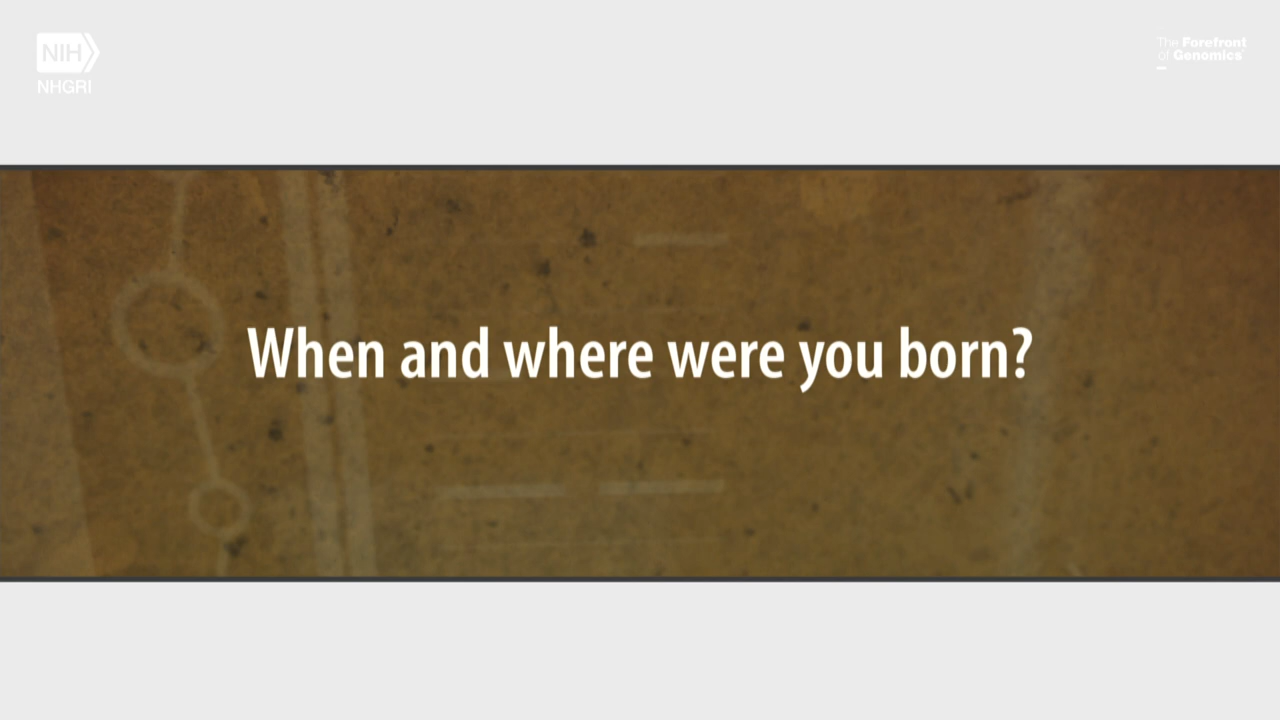 NIH
NHGRI
The Forefront
of Genomics
When and where were you born?